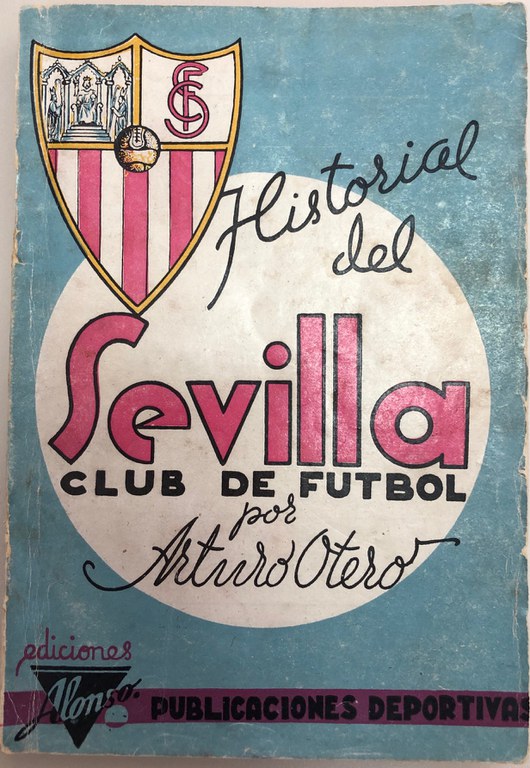 SFC
Historial
del
Sevilla
CLUB DE FUTBOL
por
Arturo Otero
ediciones
Alonso.
PUBLICACIONES DEPORTIVAS